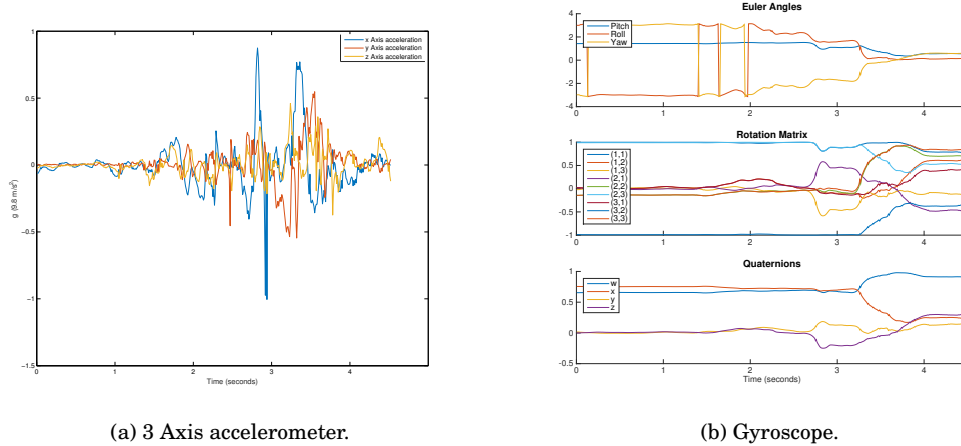 x Axis acceleration
y Axis acceleration
z Axis acceleration
1
0.5
0
-0.5
-1
-1.5
g (9.8 m/s²)
0 1 2 3 4
Time (seconds)
(a) 3 Axis accelerometer.
Euler Angles
4
2
0
-2
-4
Pitch
Roll
Yaw
0 1 2 3 4
Rotation Matrix
1.0
0.5
0
-0.5
-1
(1,1)
(1,2)
(1,3)
(2,1)
(2,2)
(2,3)
(3,1)
(3,2)
(3,3)
0 1 2 3 4
Quaternions
1
0.5
0
-0.5
w
x
y
z
0 1 2 3 4
Time (seconds)
(b) Gyroscope.